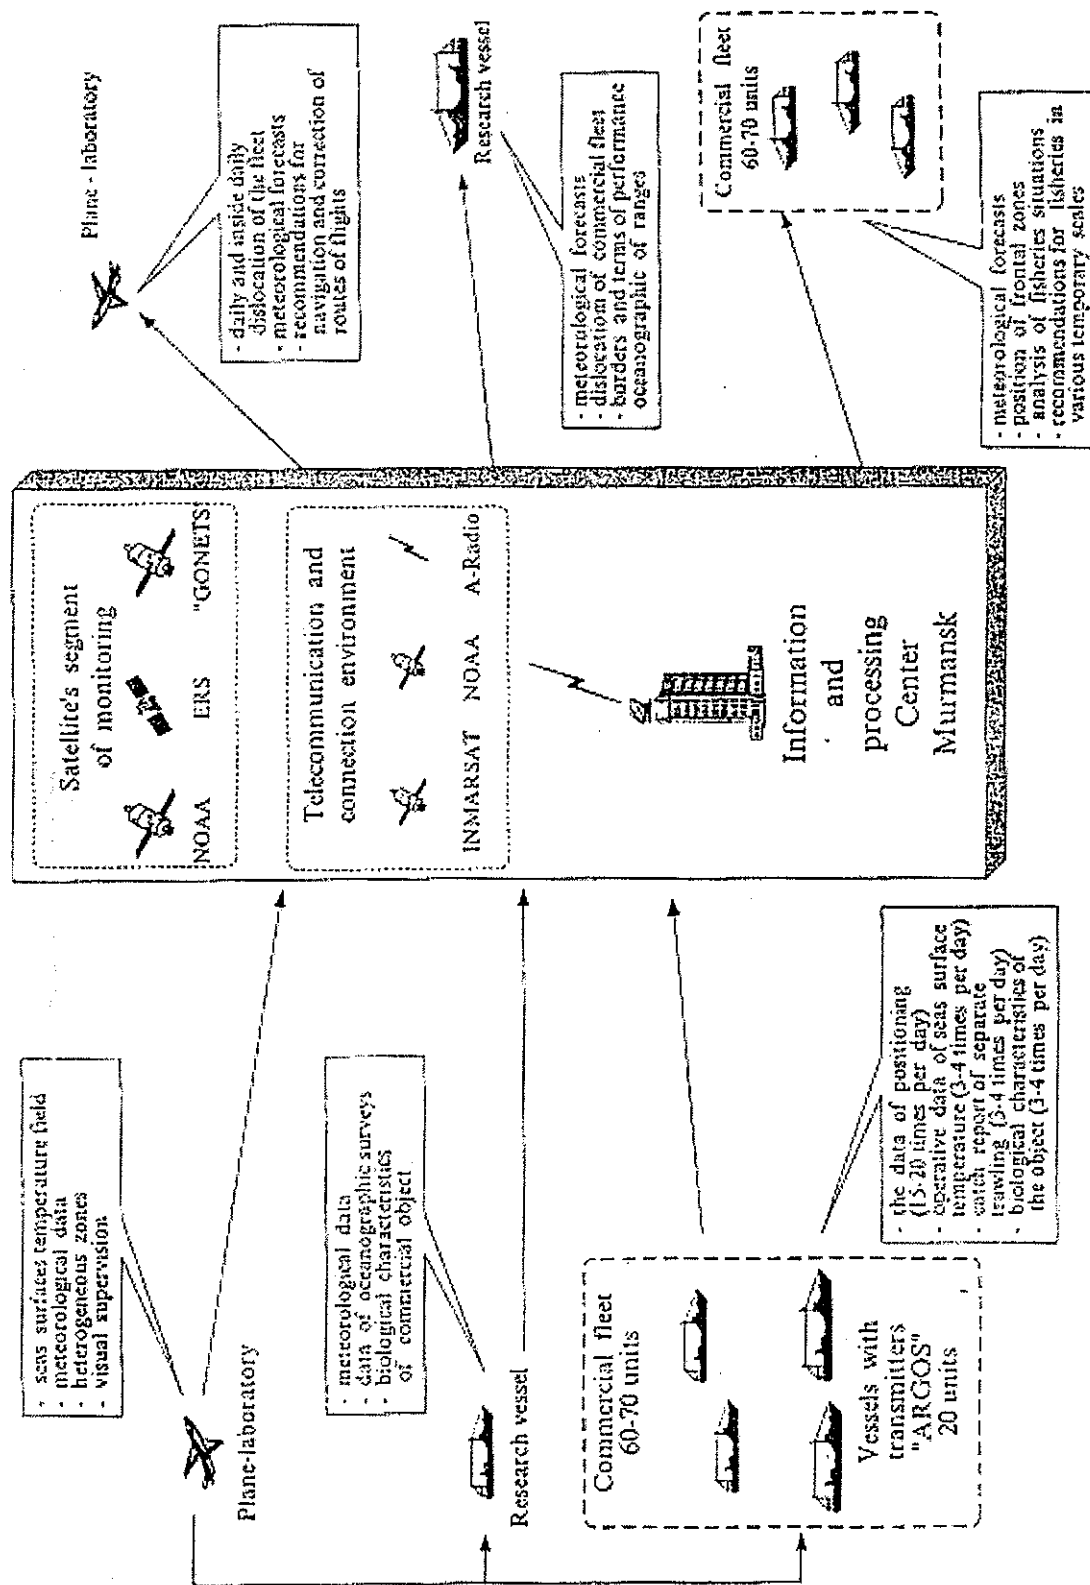 - seas surfaces temperature field
- meteorological data
- heterogeneous zones
- visual supervision
Plane-laboratory
- meteorological data
- data of oceanographic surveys
- biological characteristics
of commercial object
Research vessel
Commercial fleet
60-70 units
Vessels with
transmitters
"ARGOS"
20 units
- the data of positioning
(15-20 times per day)
- operative data of seas surface
temperature (3-4 times per day)
- catch report of separate
trawling (3-4 times per day)
- biological characteristics of
the object (3-4 times per day)
Satellite's segment
of monitoring
NOAA
ERS
"GONETS
Telecommunication and
connection environment
INMARSAT
NOAA
A-Radio
Information
and
processing
Center
Murmansk
Plane - laboratory
- daily and inside daily
dislocation of the fleet
- meteorological forecasts
- recommendations for
navigation and correction of
routes of flights
Research vessel
- meteorological forecasts
- dislocatiom of commercial fleet
- borders and terms of performance
oceanographic of ranges
Commercial fleet
60-70 units
- meteorological forecasts
- position of frontal zones
- analysis of fisheries situations
- recommendations for fisheries in
various temporary scales